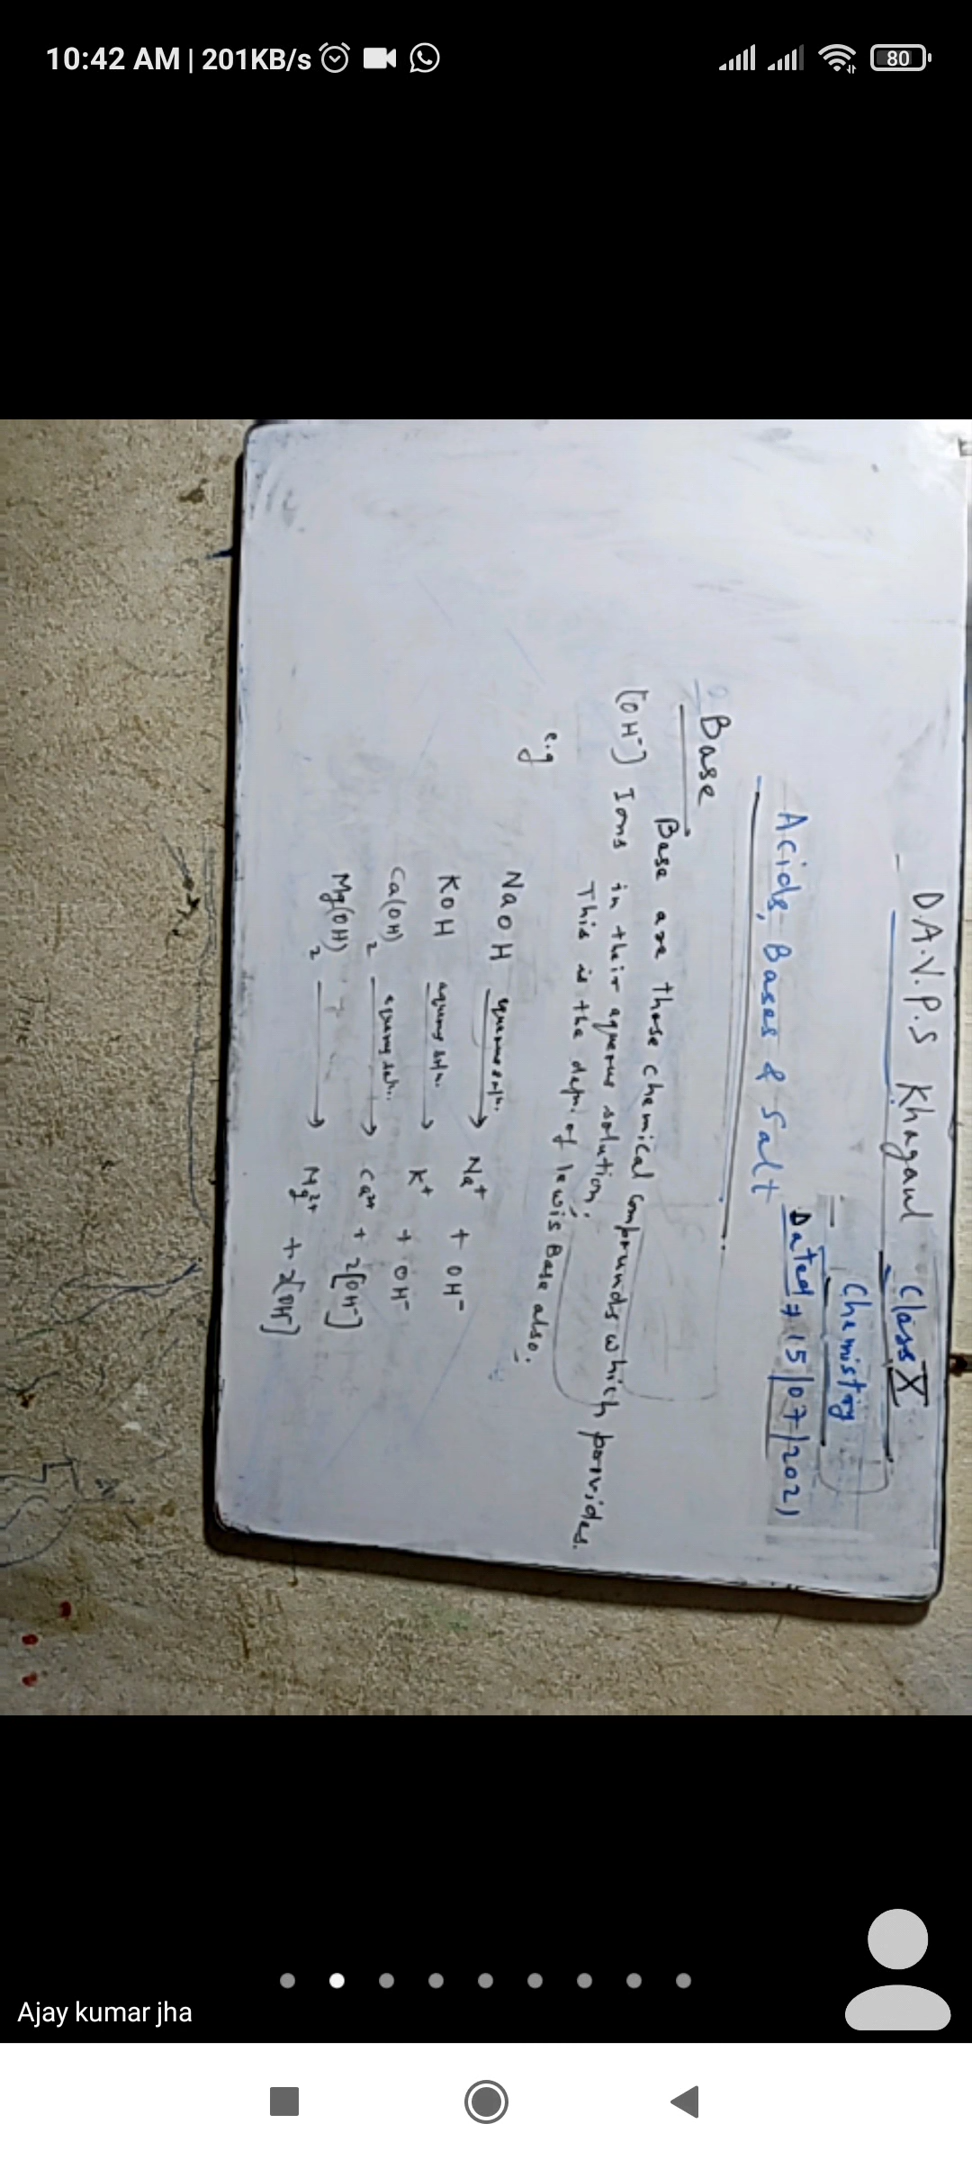 10:42 AM | 201KB/s
80
D.A.V.P.S Khagaul Class X
Chemistry
Dated 15/07/2021
Acids, Bases & Salt
Base
Base are those chemical compounds which porvides.
[OH-] Ions in their aquous solution.
This is the defn. of lewis Base also.
e.g
NaOH → Na+ + OH-
KOH → K+ + OH-
Ca(OH)2 → Ca2+ + 2[OH-]
Mg(OH)2 → Mg2+ + 2[OH-]
Ajay kumar jha